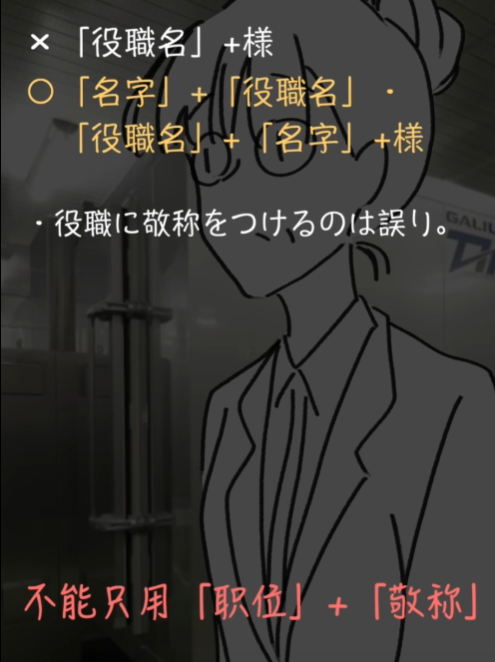 × 「役職名」+様
○ 「名字」+「役職名」・
「役職名」+「名字」+様
・役職に敬称をつけるのは誤り。
GALIL
不能只用「职位」+「敬称」